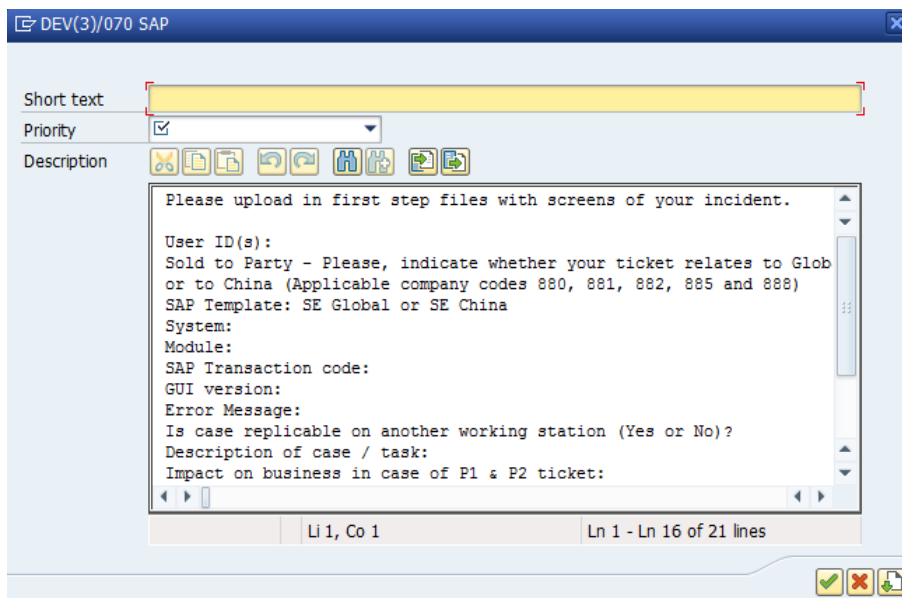 DEV(3)/070 SAP
Short text
Priority
Description
Please upload in first step files with screens of your incident.
User ID(s):
Sold to Party - Please, indicate whether your ticket relates to Glob
or to China (Applicable company codes 880, 881, 882, 885 and 888)
SAP Template: SE Global or SE China
System:
Module:
SAP Transaction code:
GUI version:
Error Message:
Is case replicable on another working station (Yes or No)?
Description of case / task:
Impact on business in case of P1 & P2 ticket:
Li 1, Co 1 Ln 1 - Ln 16 of 21 lines